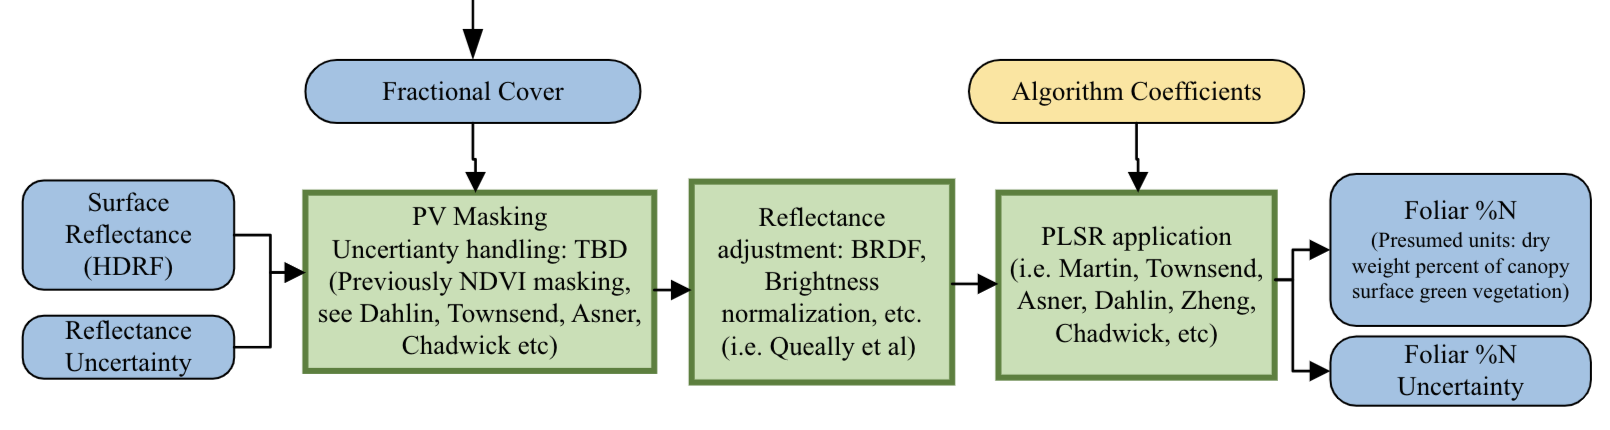 Fractional Cover
Algorithm Coefficients
Surface
Reflectance
(HDRF)
Reflectance
Uncertainty
PV Masking
Uncertianty handling: TBD
(Previously NDVI masking,
see Dahlin, Townsend, Asner,
Chadwick etc)
Reflectance
adjustment: BRDF,
Brightness
normalization, etc.
(i.e. Queally et al)
PLSR application
(i.e. Martin, Townsend,
Asner, Dahlin, Zheng,
Chadwick, etc)
Foliar %N
(Presumed units: dry
weight percent of canopy
surface green vegetation)
Foliar %N
Uncertainty